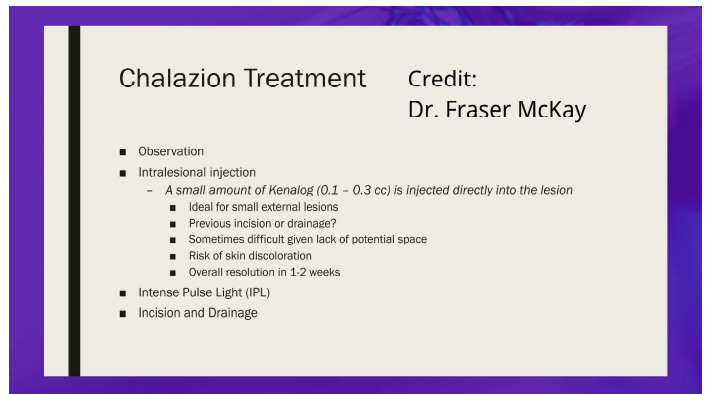 Chalazion Treatment
Credit:
Dr. Fraser McKay
■ Observation
■ Intralesional injection
– A small amount of Kenalog (0.1 – 0.3 cc) is injected directly into the lesion
■ Ideal for small external lesions
■ Previous incision or drainage?
■ Sometimes difficult given lack of potential space
■ Risk of skin discoloration
■ Overall resolution in 1-2 weeks
■ Intense Pulse Light (IPL)
■ Incision and Drainage